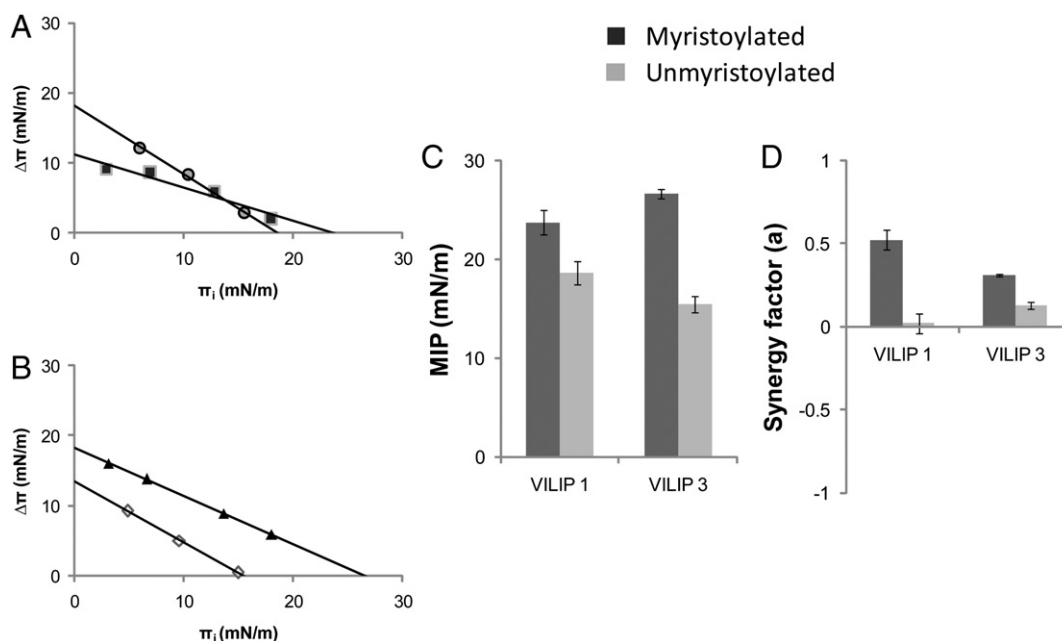 A
30
20
10
0
Δπ (mN/m)
0 10 20 30
πi (mN/m)
B
30
20
10
0
Δπ (mN/m)
0 10 20 30
πi (mN/m)
Myristoylated
Unmyristoylated
C
30
20
10
0
MIP (mN/m)
VILIP 1 VILIP 3
D
1
0.5
0
-0.5
-1
Synergy factor (a)
VILIP 1 VILIP 3